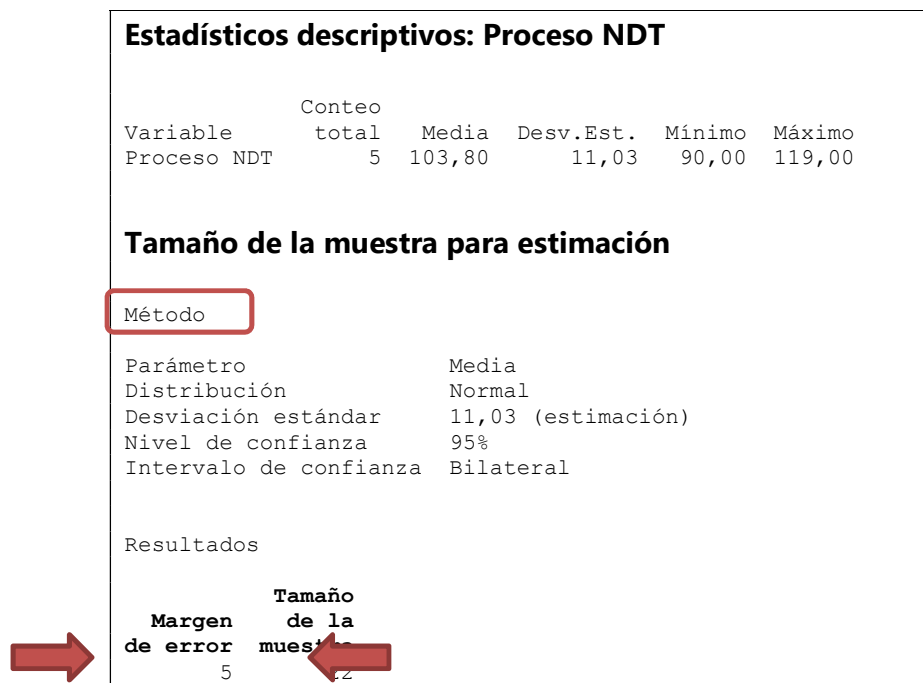 Estadísticos descriptivos: Proceso NDT
Conteo
Variable total Media Desv.Est. Mínimo Máximo
Proceso NDT 5 103,80 11,03 90,00 119,00
Tamaño de la muestra para estimación
Método
Parámetro Media
Distribución Normal
Desviación estándar 11,03 (estimación)
Nivel de confianza 95%
Intervalo de confianza Bilateral
Resultados
Tamaño
Margen de la
de error muestra
5